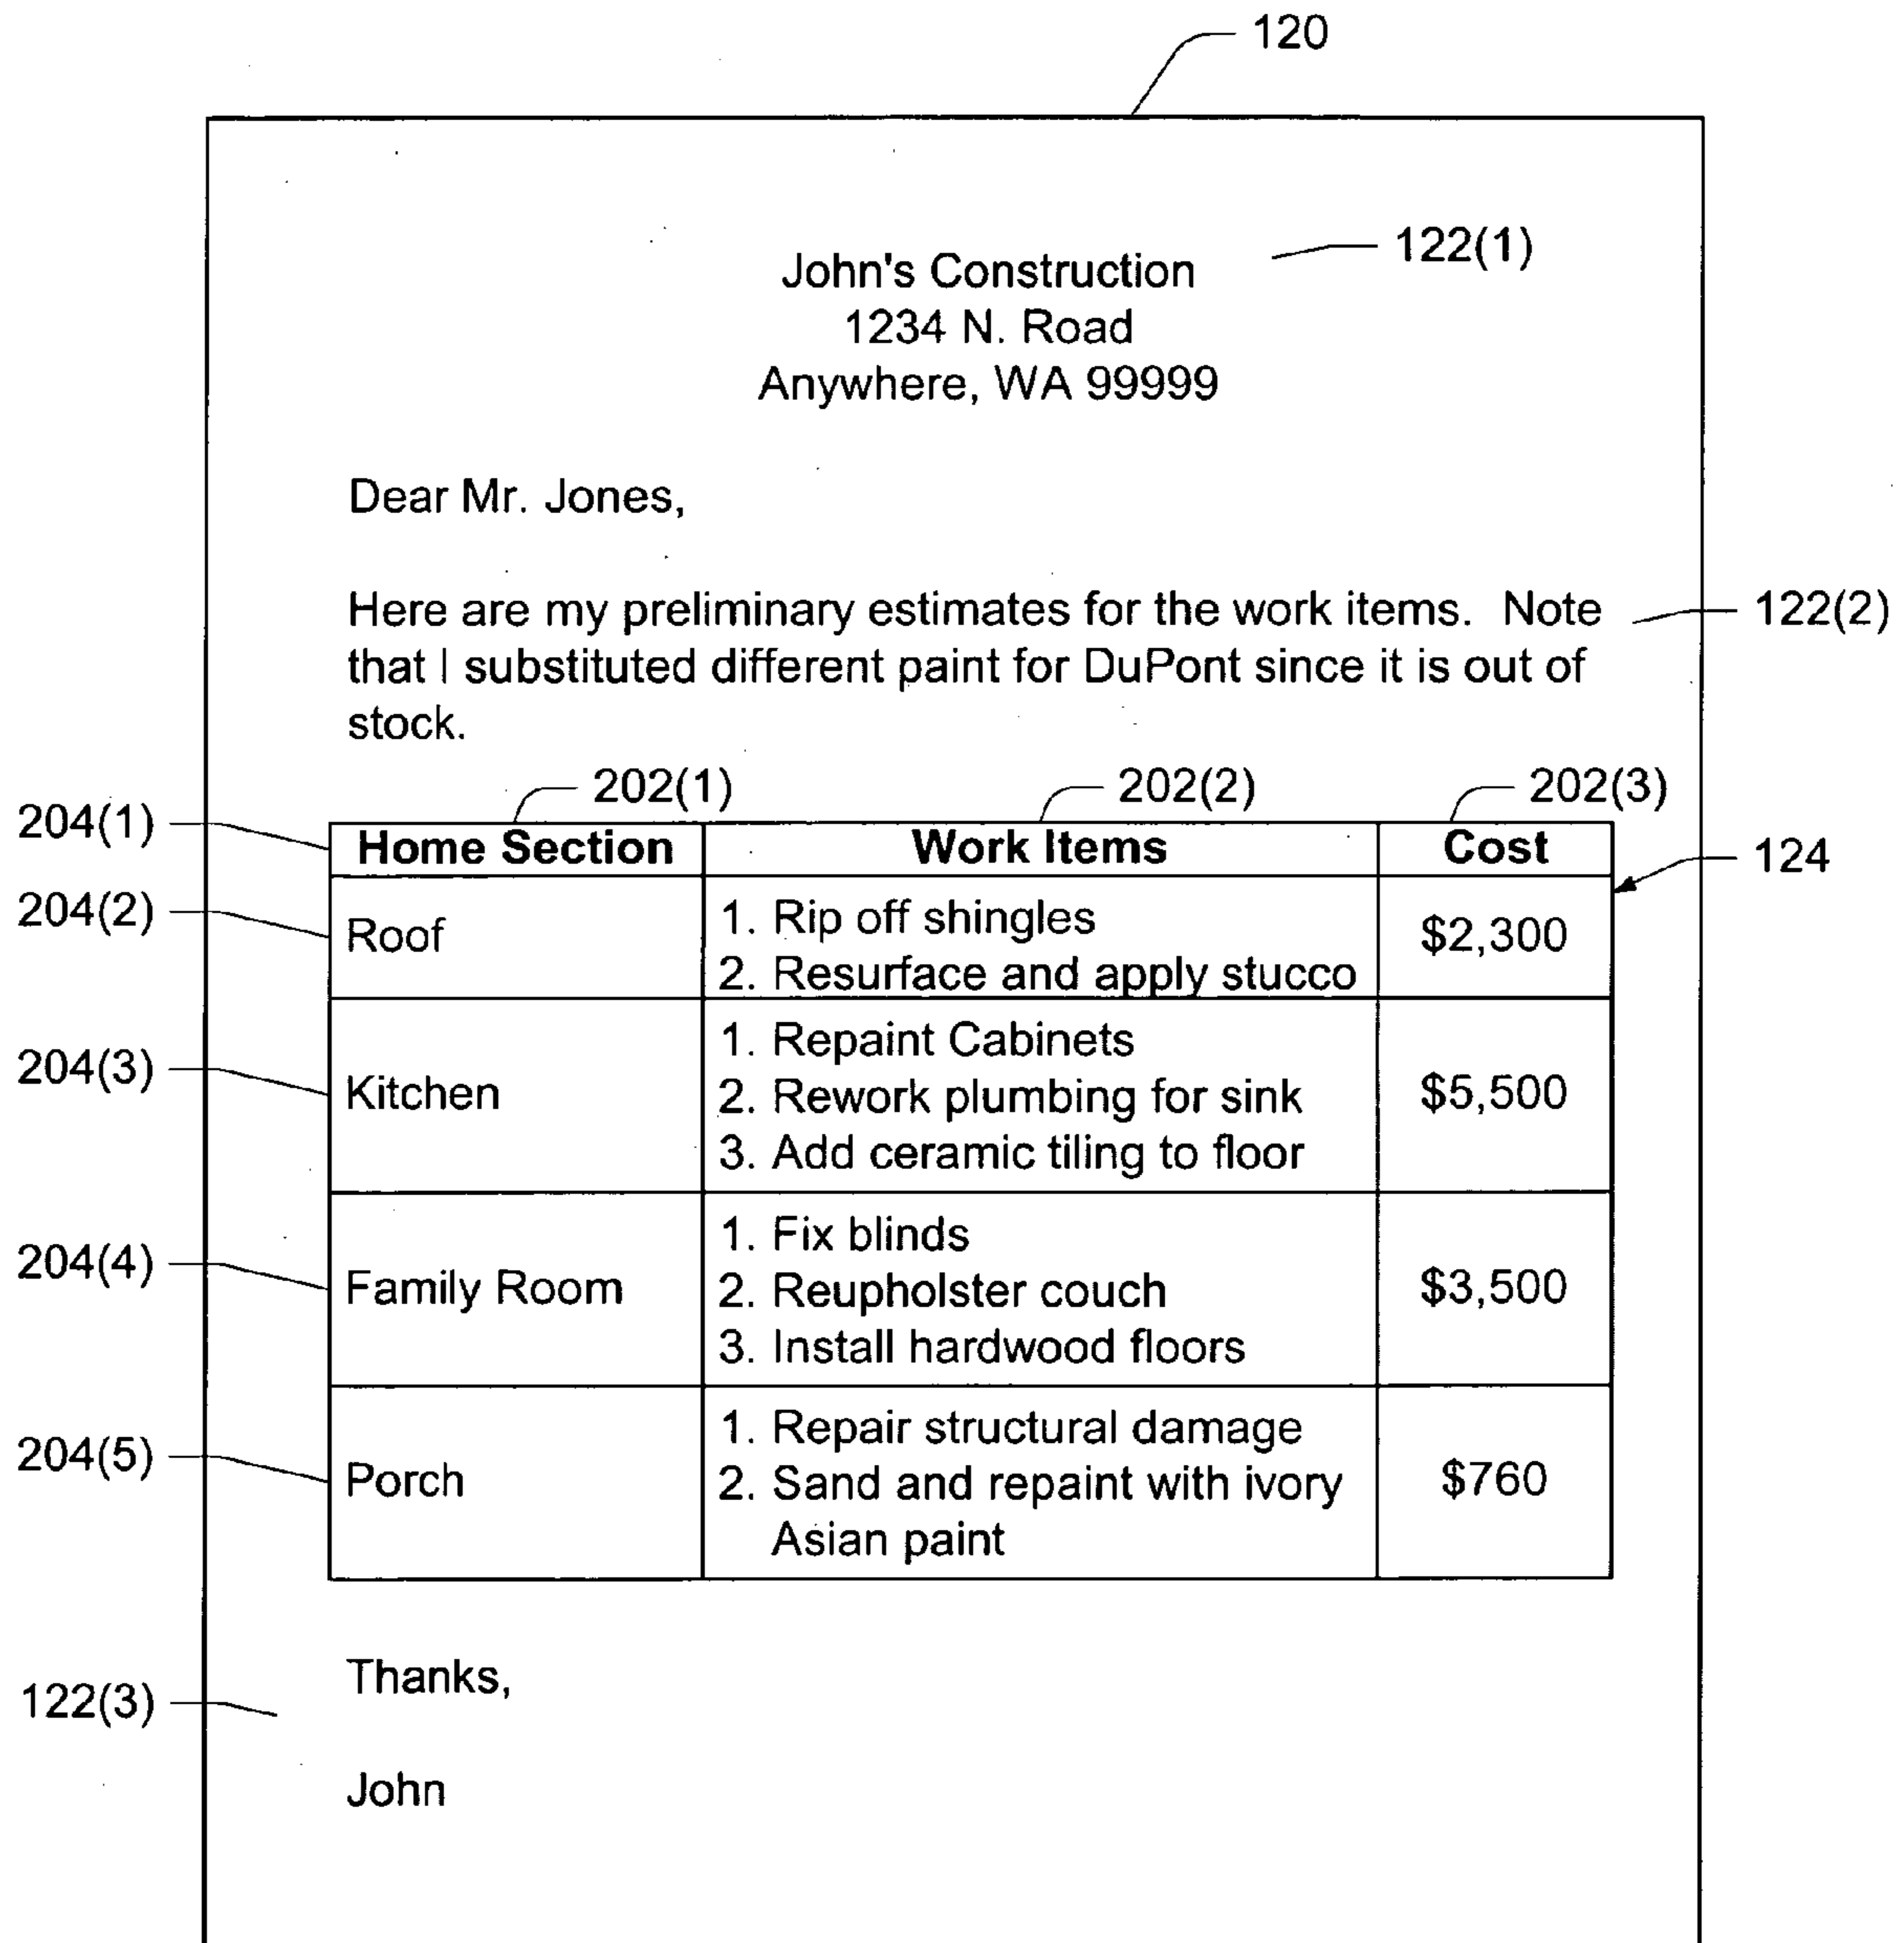 120
John's Construction
122(1)
1234 N. Road
Anywhere, WA 99999
Dear Mr. Jones,
Here are my preliminary estimates for the work items. Note
122(2)
that I substituted different paint for DuPont since it is out of
stock.
202(1)
202(2)
202(3)
204(1)
Home Section
Work Items
Cost
124
204(2)
Roof
1. Rip off shingles
2. Resurface and apply stucco
$2,300
204(3)
Kitchen
1. Repaint Cabinets
2. Rework plumbing for sink
3. Add ceramic tiling to floor
$5,500
204(4)
Family Room
1. Fix blinds
2. Reupholster couch
3. Install hardwood floors
$3,500
204(5)
Porch
1. Repair structural damage
2. Sand and repaint with ivory
Asian paint
$760
Thanks,
122(3)
John